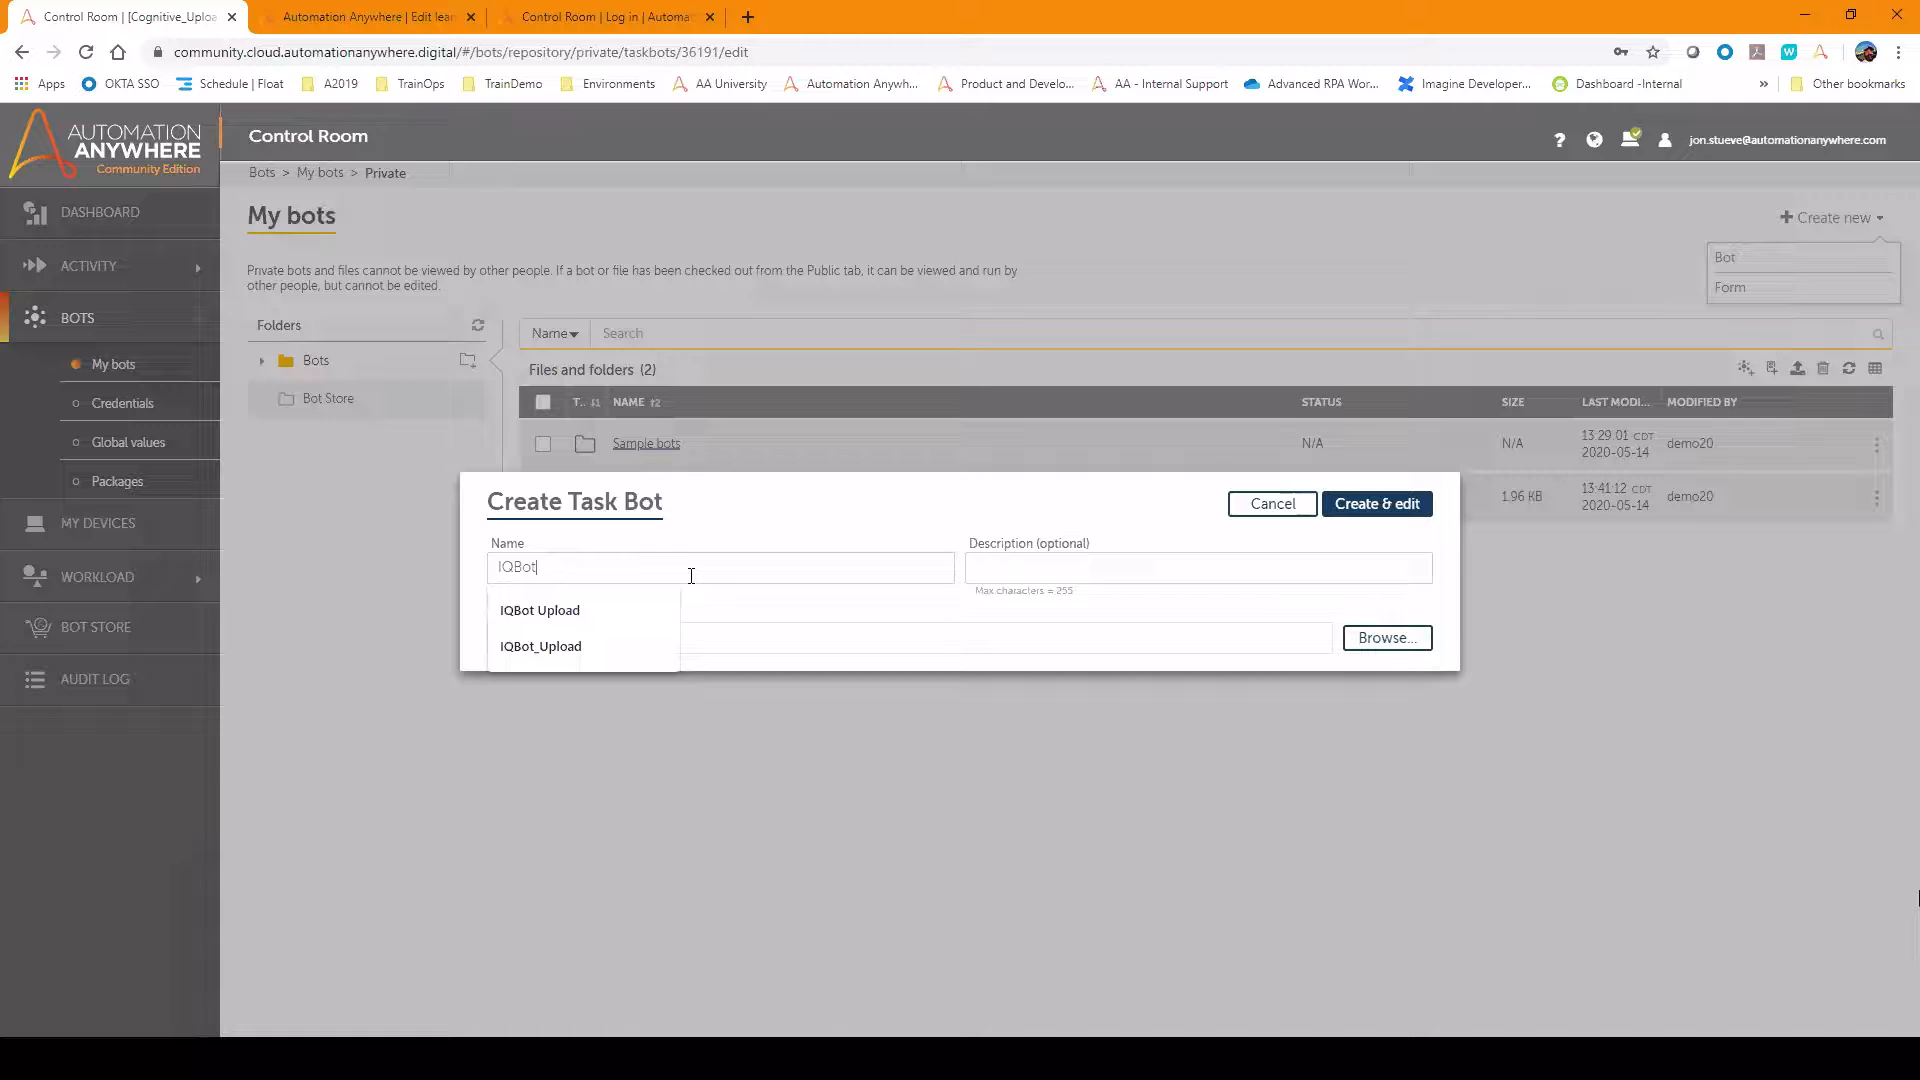 Control Room | [Cognitive_Uploa
Automation Anywhere | Edit lear
Control Room | Log in | Automat
community.cloud.automationanywhere.digital/#/bots/repository/private/taskbots/36191/edit
Apps
OKTA SSO
Schedule | Float
A2019
TrainOps
TrainDemo
Environments
AA University
Automation Anywh...
Product and Develo...
AA - Internal Support
Advanced RPA Wor...
Imagine Developer...
Dashboard -Internal
»
Other bookmarks
AUTOMATION
ANYWHERE
Community Edition
Control Room
jon.stueve@automationanywhere.com
Bots > My bots > Private
DASHBOARD
ACTIVITY
BOTS
My bots
Credentials
Global values
Packages
MY DEVICES
WORKLOAD
BOT STORE
AUDIT LOG
My bots
Create new
Bot
Form
Private bots and files cannot be viewed by other people. If a bot or file has been checked out from the Public tab, it can be viewed and run by
other people, but cannot be edited.
Folders
Bots
Bot Store
Name
Search
Files and folders (2)
T.. NAME STATUS SIZE LAST MODI... MODIFIED BY
Sample bots N/A N/A 13:29:01 CDT
2020-05-14 demo20
1.96 KB 13:41:12 CDT
2020-05-14 demo20
Create Task Bot
Cancel
Create & edit
Name
IQBot
Description (optional)
Max characters = 255
IQBot Upload
IQBot_Upload
Browse...